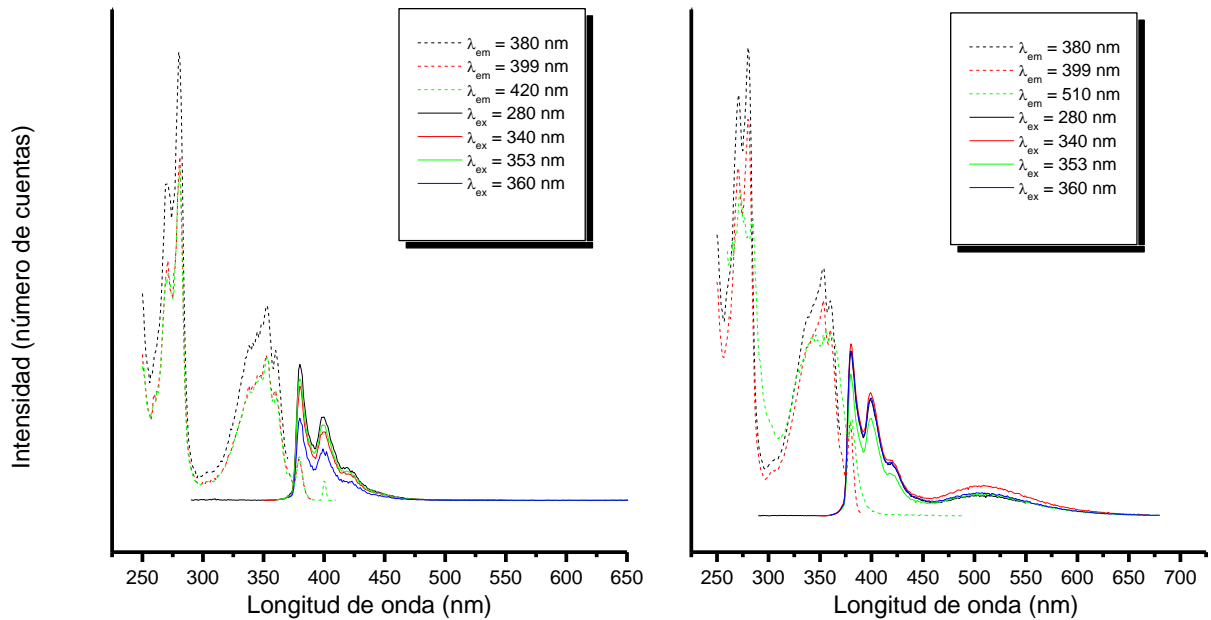 Intensidad (número de cuentas)
λem = 380 nm
λem = 399 nm
λem = 420 nm
λex = 280 nm
λex = 340 nm
λex = 353 nm
λex = 360 nm
250 300 350 400 450 500 550 600 650
Longitud de onda (nm)
λem = 380 nm
λem = 399 nm
λem = 510 nm
λex = 280 nm
λex = 340 nm
λex = 353 nm
λex = 360 nm
250 300 350 400 450 500 550 600 650 700
Longitud de onda (nm)